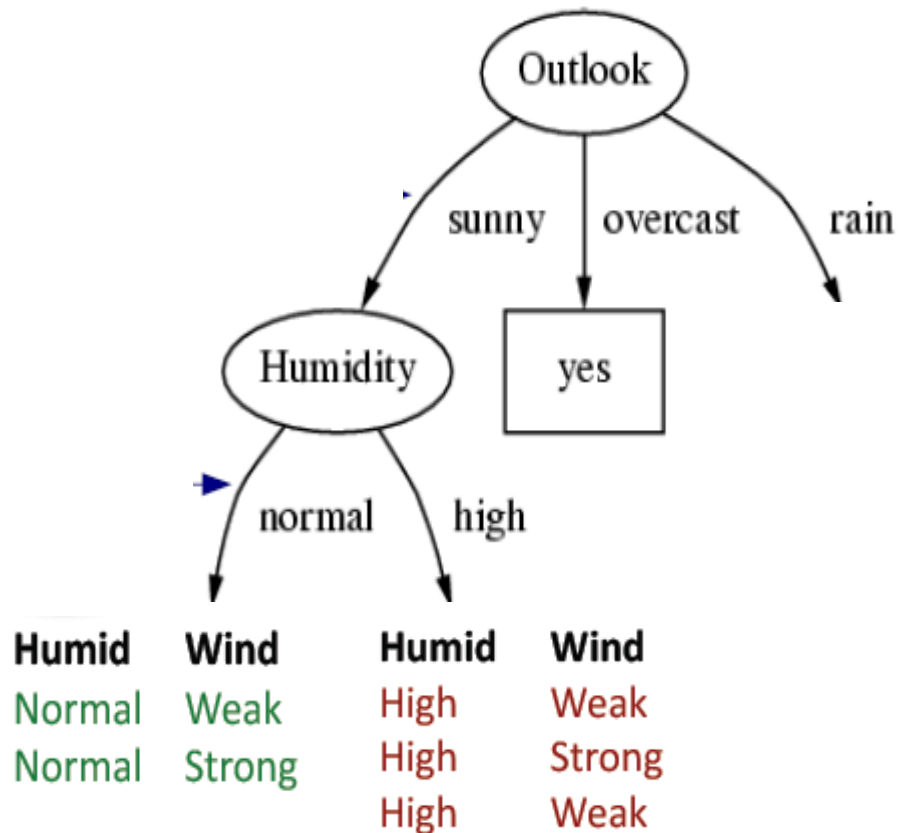 Outlook
sunny overcast rain
Humidity yes
normal high
Humid Wind Humid Wind
Normal Weak High Weak
Normal Strong High Strong
High Weak